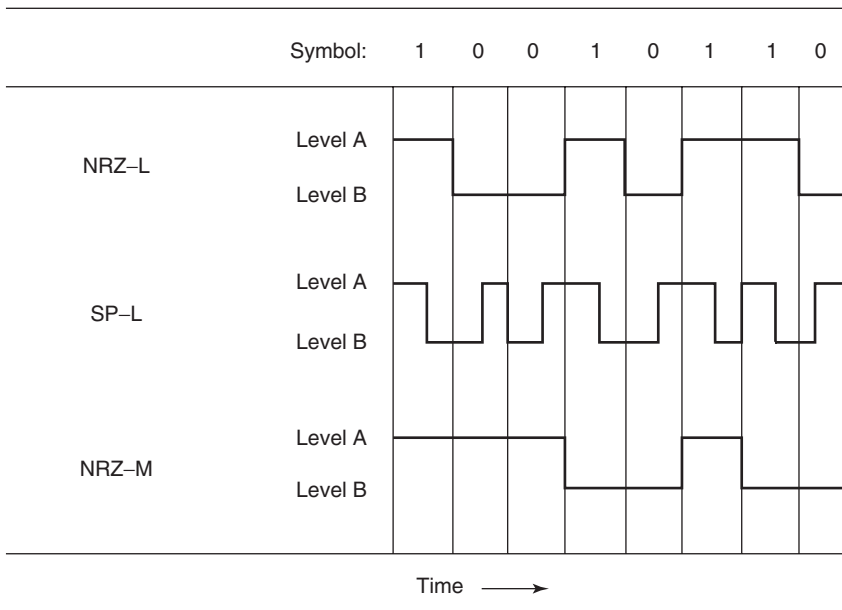 Symbol: 1 0 0 1 0 1 1 0
Level A
NRZ–L
Level B
Level A
SP–L
Level B
Level A
NRZ–M
Level B
Time